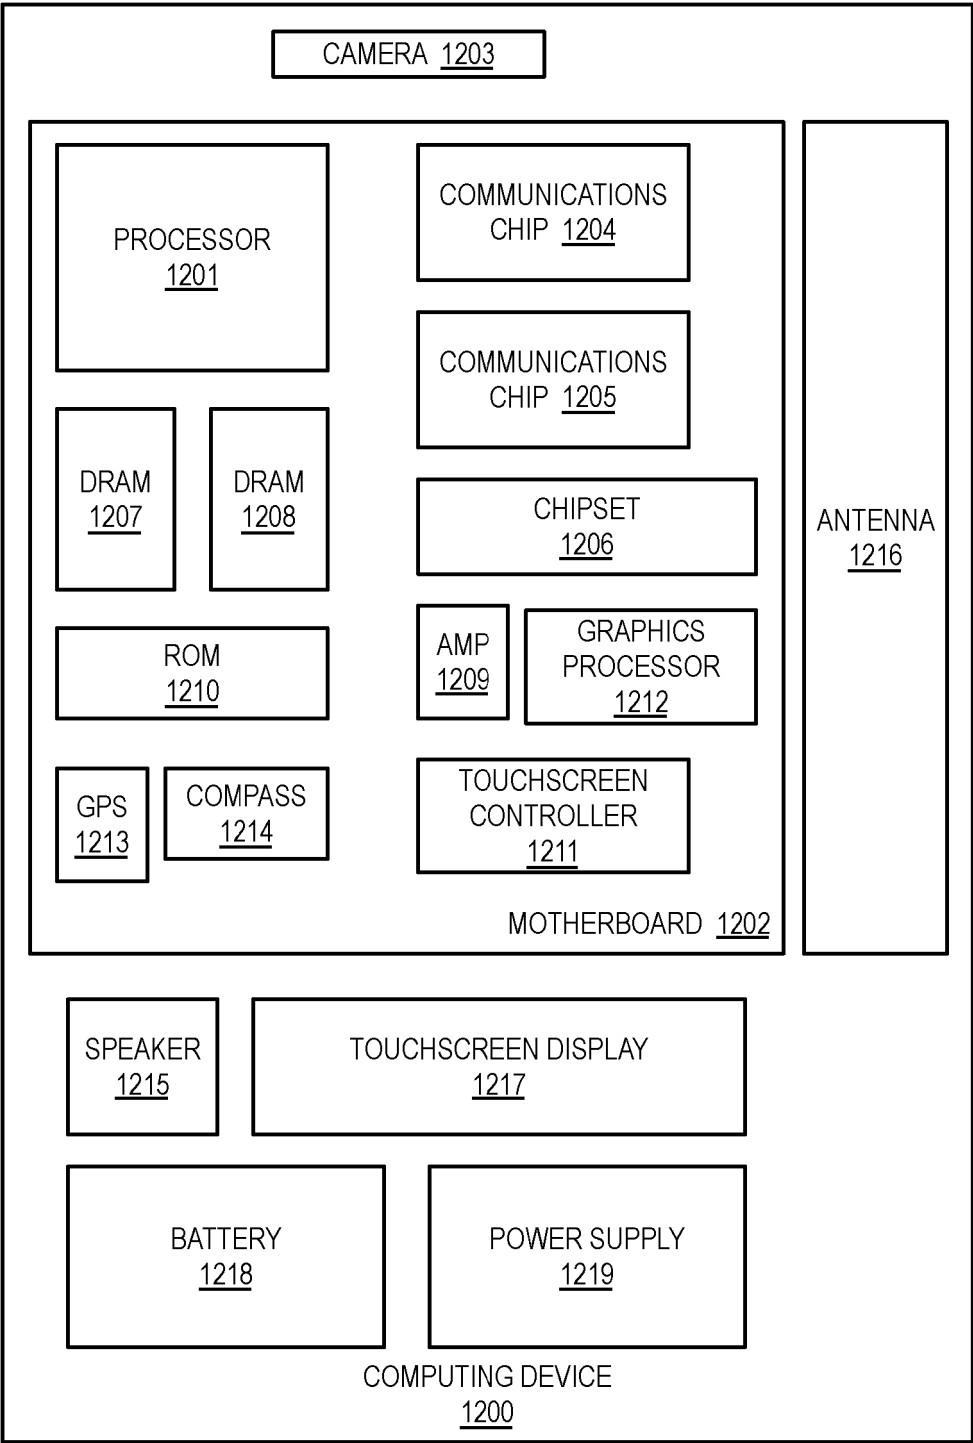 CAMERA 1203
PROCESSOR
1201
COMMUNICATIONS
CHIP 1204
COMMUNICATIONS
CHIP 1205
DRAM
1207
DRAM
1208
CHIPSET
1206
ANTENNA
1216
ROM
1210
AMP
1209
GRAPHICS
PROCESSOR
1212
GPS
1213
COMPASS
1214
TOUCHSCREEN
CONTROLLER
1211
MOTHERBOARD 1202
SPEAKER
1215
TOUCHSCREEN DISPLAY
1217
BATTERY
1218
POWER SUPPLY
1219
COMPUTING DEVICE
1200